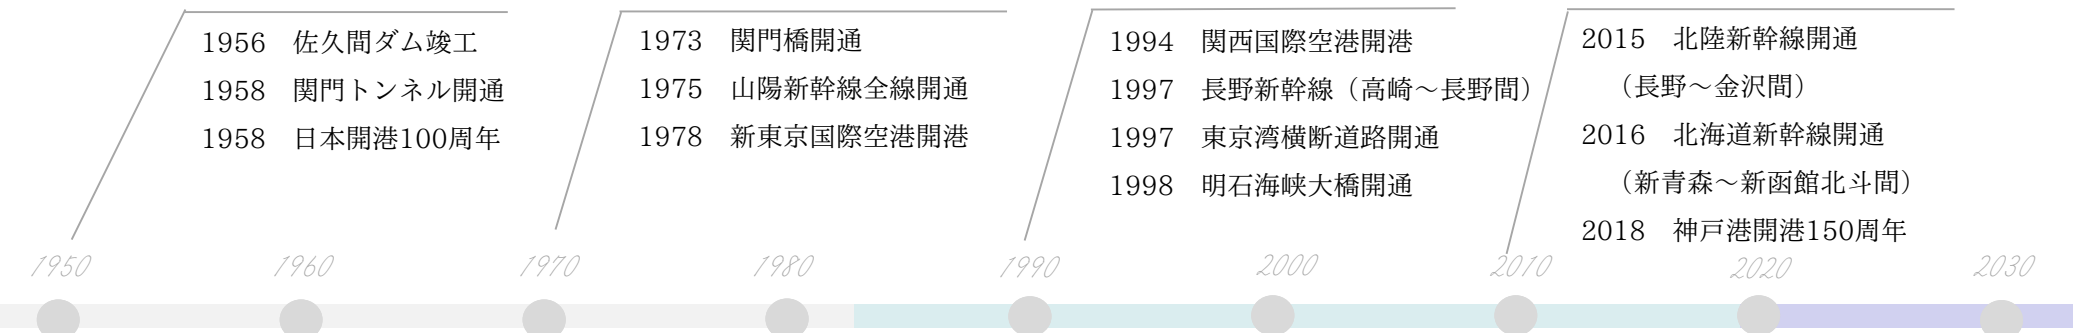 1956　佐久間ダム竣工
1958　関門トンネル開通
1958　日本開港100周年
1973　関門橋開通
1975　山陽新幹線全線開通
1978　新東京国際空港開港
1994　関西国際空港開港
1997　長野新幹線（高崎～長野間）
1997　東京湾横断道路開通
1998　明石海峡大橋開通
2015　北陸新幹線開通
（長野～金沢間）
2016　北海道新幹線開通
（新青森～新函館北斗間）
2018　神戸港開港150周年
1950 1960 1970 1980 1990 2000 2010 2020 2030